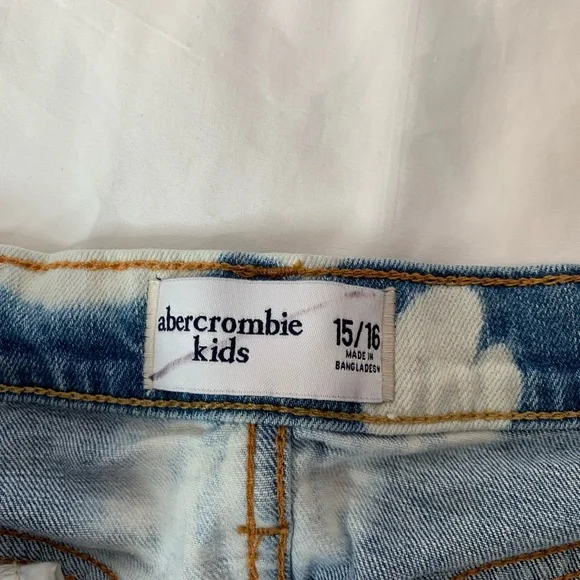 abercrombie
kids
15/16
MADE IN
BANGLADESH